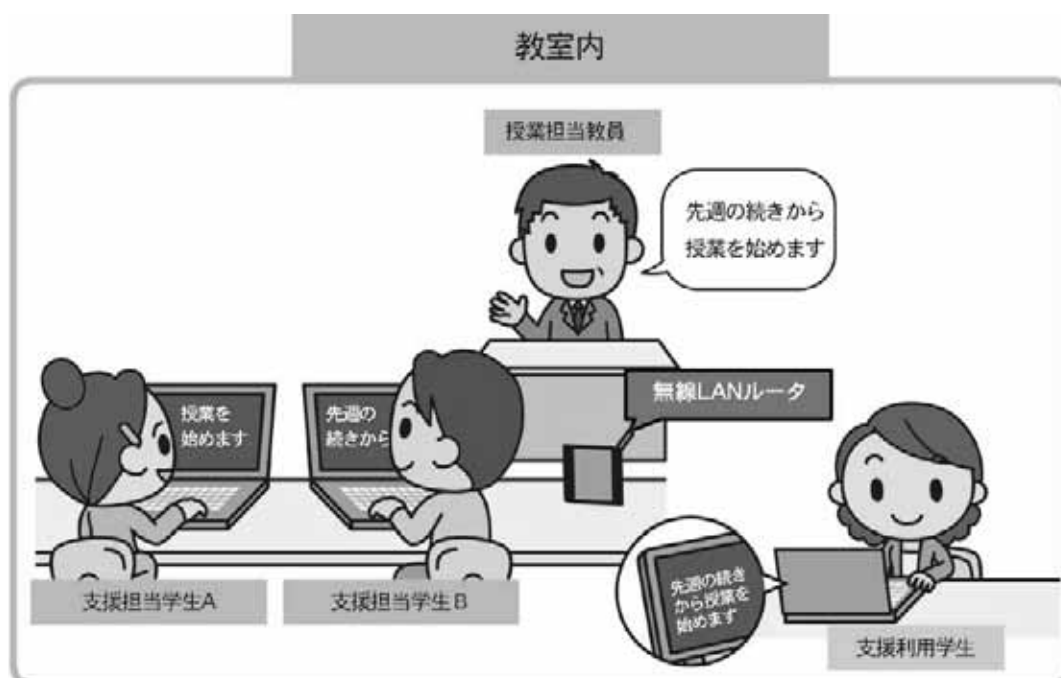 教室内
授業担当教員
先週の続きから
授業を始めます
無線LANルータ
授業を
始めます
先週の
続きから
先週の続き
から授業を
始めます
支援担当学生A
支援担当学生B
支援利用学生